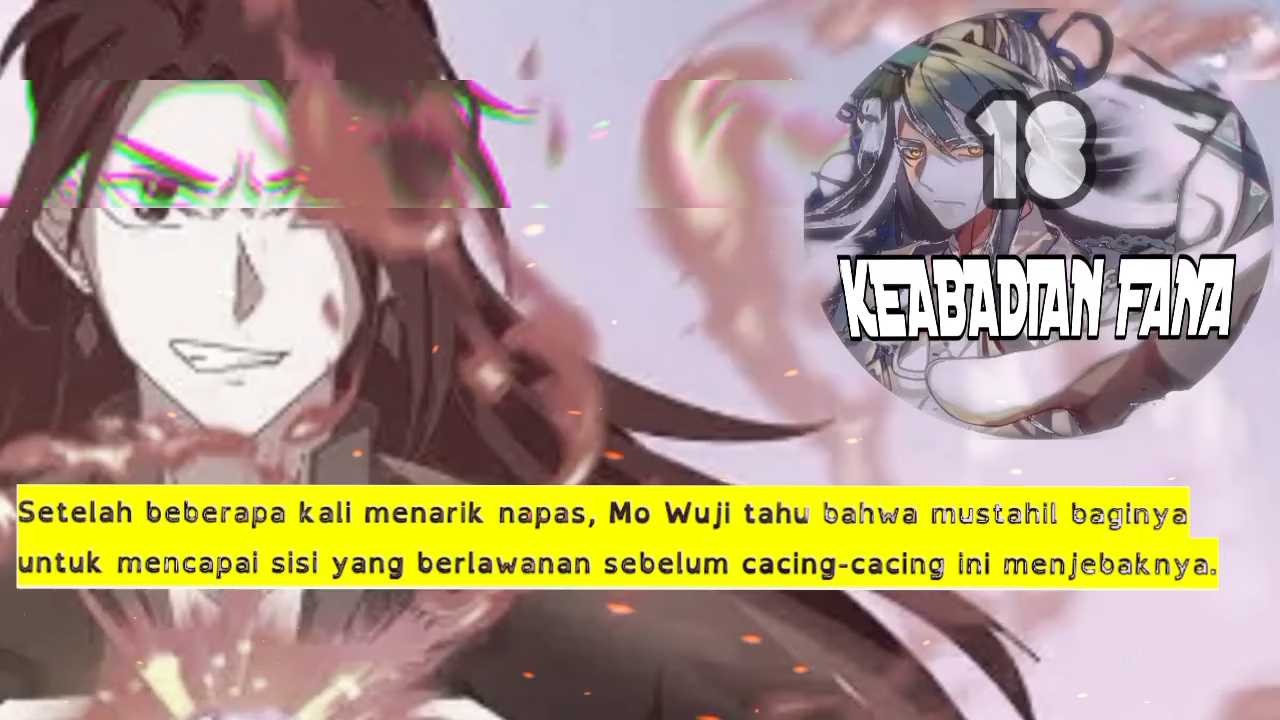 18
KEABADIAN FANA
Setelah beberapa kali menarik napas, Mo Wuji tahu bahwa mustahil baginya
untuk mencapai sisi yang berlawanan sebelum cacing-cacing ini menjebaknya.